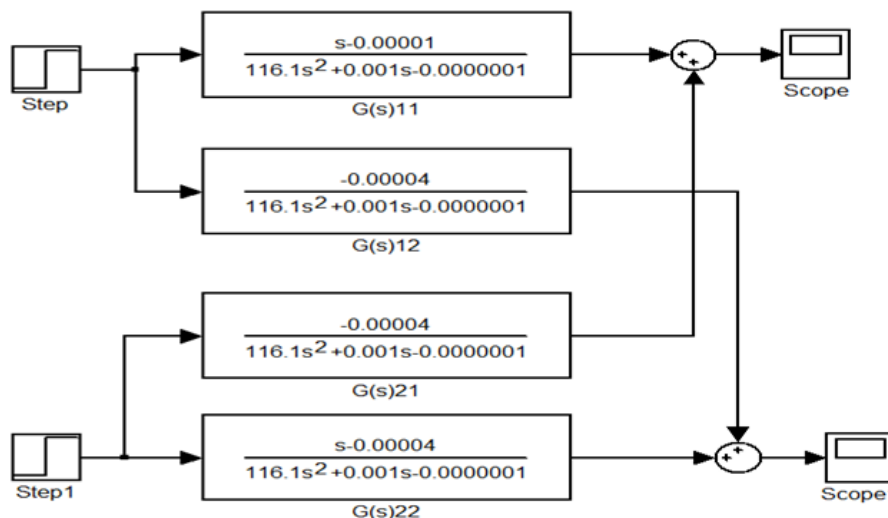 Step
s-0.00001
116.1s²+0.001s-0.0000001
G(s)11
++
Scope
-0.00004
116.1s²+0.001s-0.0000001
G(s)12
-0.00004
116.1s²+0.001s-0.0000001
G(s)21
Step1
s-0.00004
116.1s²+0.001s-0.0000001
G(s)22
++
Scope